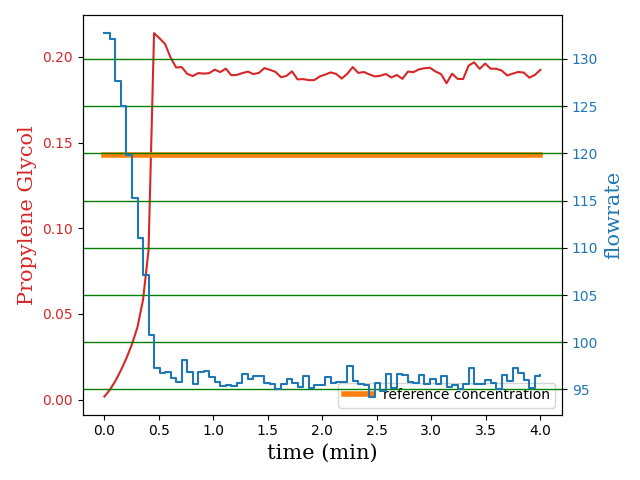 Propylene Glycol
0.20
0.15
0.10
0.05
0.00
130
125
120
115
110
105
100
95
flowrate
reference concentration
0.0 0.5 1.0 1.5 2.0 2.5 3.0 3.5 4.0
time (min)